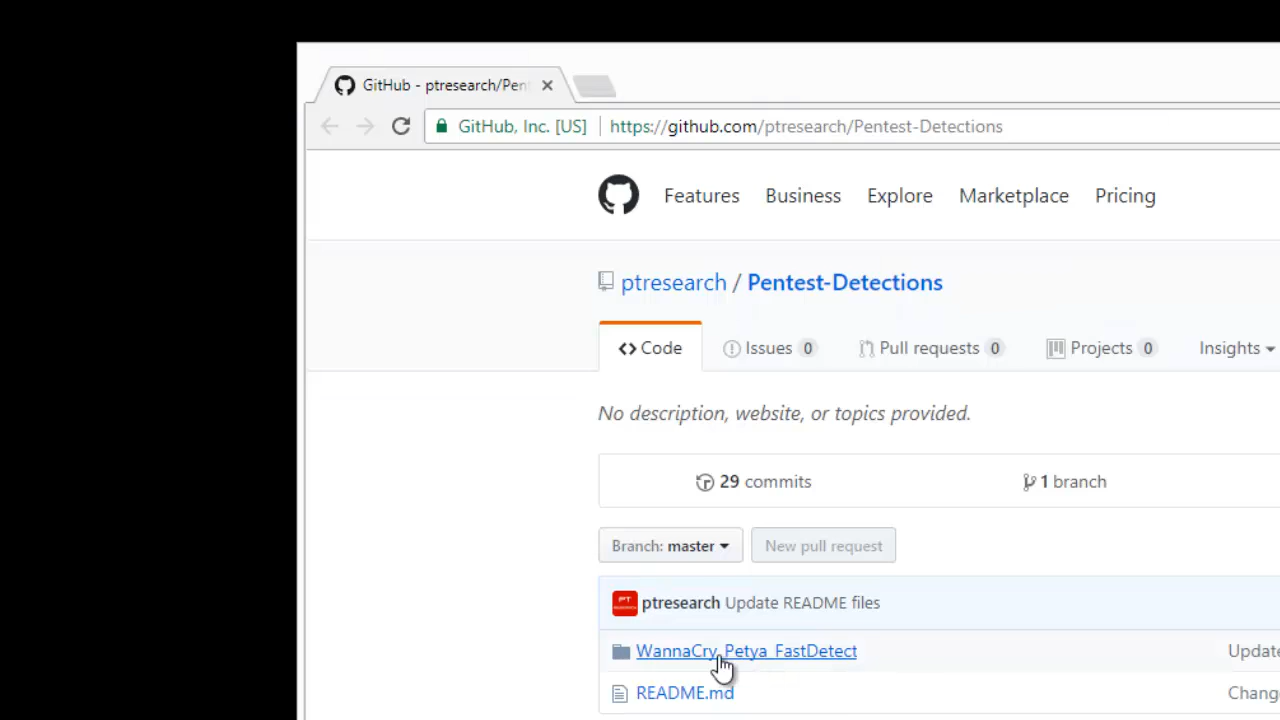 GitHub - ptresearch/Pen
GitHub, Inc. [US] https://github.com/ptresearch/Pentest-Detections
Features Business Explore Marketplace Pricing
ptresearch / Pentest-Detections
Code Issues 0 Pull requests 0 Projects 0 Insights
No description, website, or topics provided.
29 commits 1 branch
Branch: master New pull request
PT ptresearch Update README files
WannaCry_Petya_FastDetect Update
README.md Chang